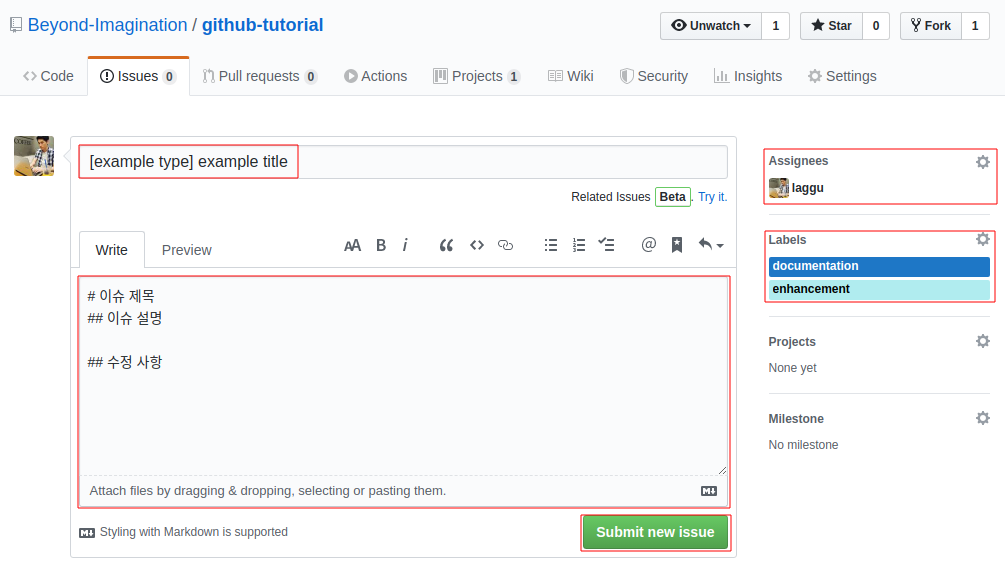 Beyond-Imagination / github-tutorial
Unwatch 1 Star 0 Fork 1
Code Issues 0 Pull requests 0 Actions Projects 1 Wiki Security Insights Settings
[example type] example title
Related Issues Beta. Try it.
Write Preview AA B i
# 이슈 제목
## 이슈 설명
## 수정 사항
Attach files by dragging & dropping, selecting or pasting them.
Styling with Markdown is supported
Submit new issue
Assignees
laggu
Labels
documentation
enhancement
Projects
None yet
Milestone
No milestone